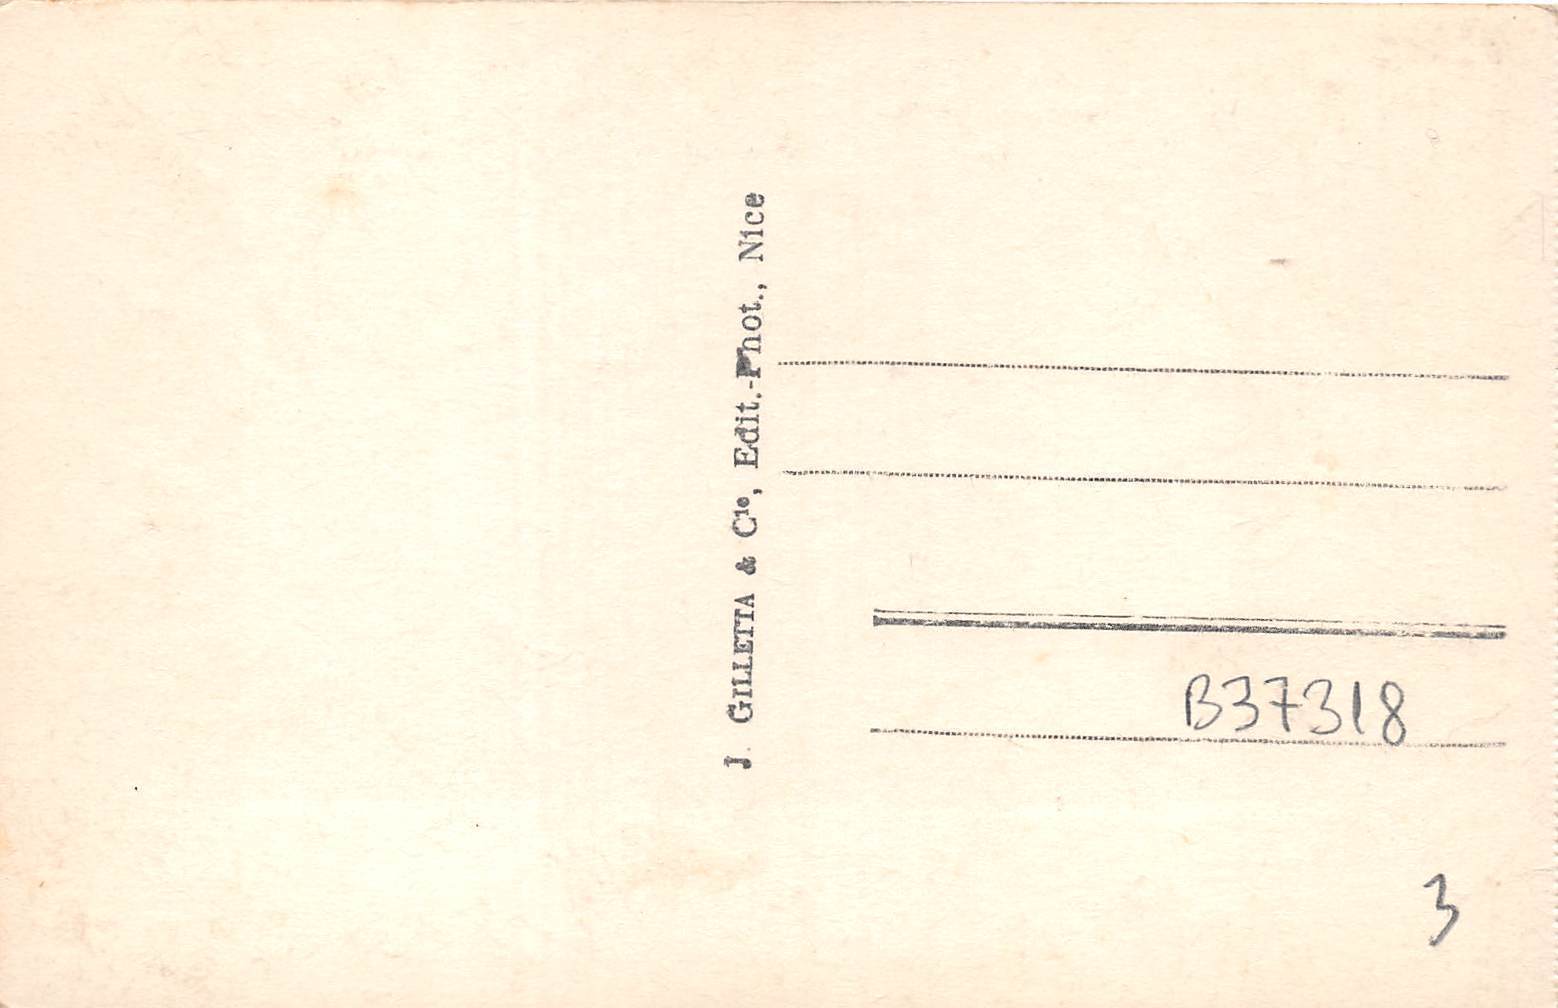 J. GILLETTA & Cie, Edit.-Phot., Nice
B37318
3